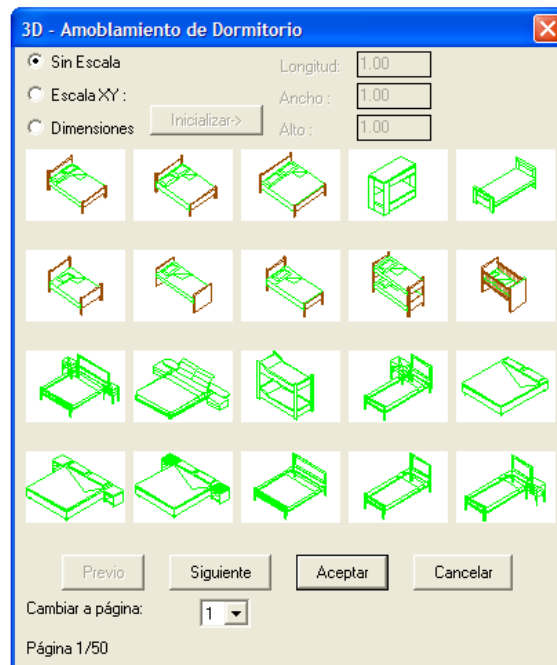 3D - Amoblamiento de Dormitorio
Sin Escala
Longitud: 1.00
Escala XY :
Ancho : 1.00
Dimensiones
Inicializar->
Alto : 1.00
Previo
Siguiente
Aceptar
Cancelar
Cambiar a página: 1
Página 1/50